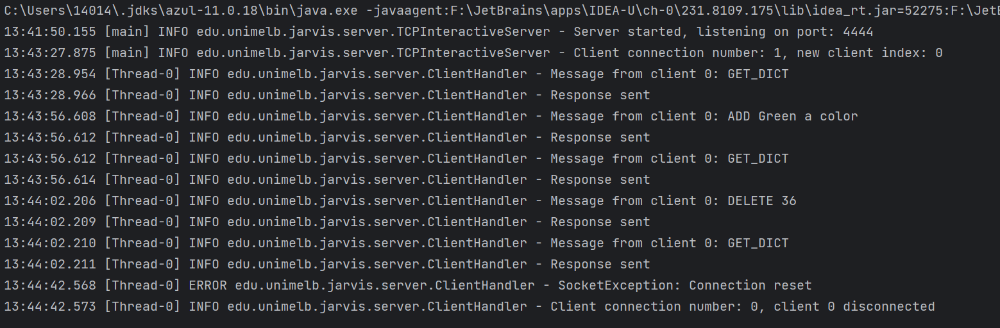 C:\Users\14014\.jdks\azul-11.0.18\bin\java.exe -javaagent:F:\JetBrains\apps\IDEA-U\ch-0\231.8109.175\lib\idea_rt.jar=52275:F:\JetB
13:41:50.155 [main] INFO edu.unimelb.jarvis.server.TCPInteractiveServer - Server started, listening on port: 4444
13:43:27.875 [main] INFO edu.unimelb.jarvis.server.TCPInteractiveServer - Client connection number: 1, new client index: 0
13:43:28.954 [Thread-0] INFO edu.unimelb.jarvis.server.ClientHandler - Message from client 0: GET_DICT
13:43:28.966 [Thread-0] INFO edu.unimelb.jarvis.server.ClientHandler - Response sent
13:43:56.608 [Thread-0] INFO edu.unimelb.jarvis.server.ClientHandler - Message from client 0: ADD Green a color
13:43:56.612 [Thread-0] INFO edu.unimelb.jarvis.server.ClientHandler - Response sent
13:43:56.612 [Thread-0] INFO edu.unimelb.jarvis.server.ClientHandler - Message from client 0: GET_DICT
13:43:56.614 [Thread-0] INFO edu.unimelb.jarvis.server.ClientHandler - Response sent
13:44:02.206 [Thread-0] INFO edu.unimelb.jarvis.server.ClientHandler - Message from client 0: DELETE 36
13:44:02.209 [Thread-0] INFO edu.unimelb.jarvis.server.ClientHandler - Response sent
13:44:02.210 [Thread-0] INFO edu.unimelb.jarvis.server.ClientHandler - Message from client 0: GET_DICT
13:44:02.211 [Thread-0] INFO edu.unimelb.jarvis.server.ClientHandler - Response sent
13:44:42.568 [Thread-0] ERROR edu.unimelb.jarvis.server.ClientHandler - SocketException: Connection reset
13:44:42.573 [Thread-0] INFO edu.unimelb.jarvis.server.ClientHandler - Client connection number: 0, client 0 disconnected